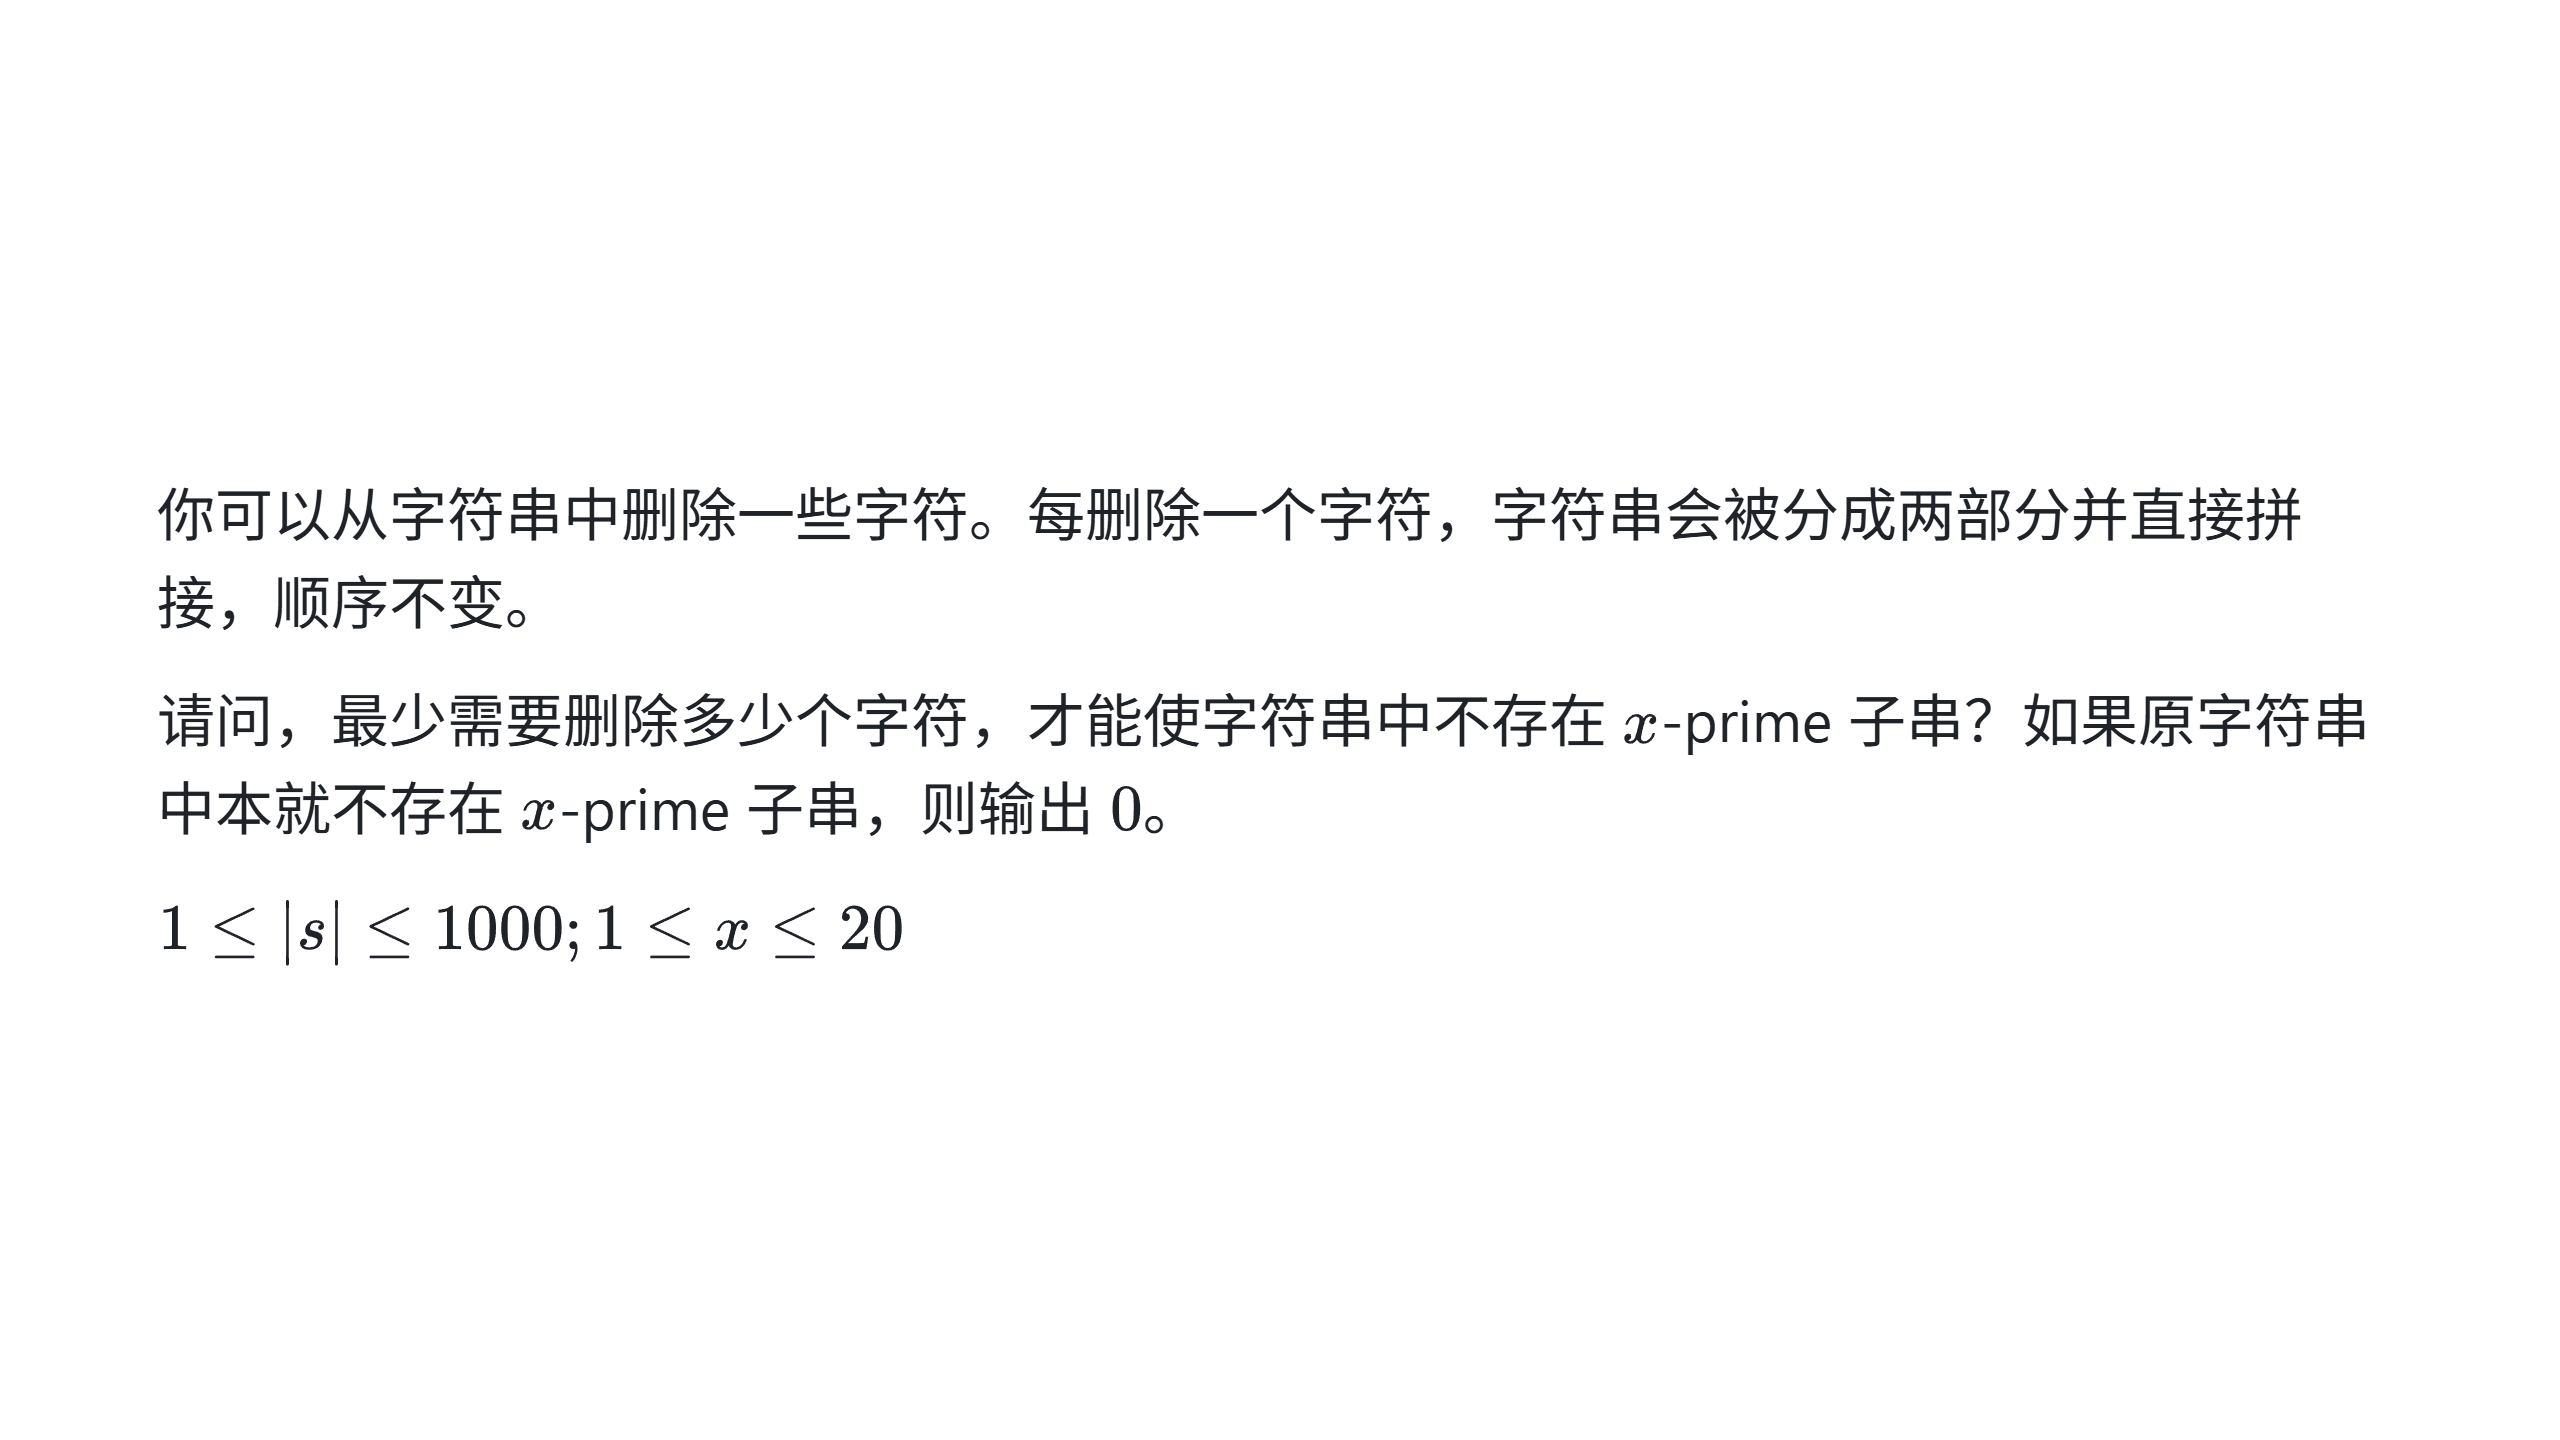 你可以从字符串中删除一些字符。每删除一个字符，字符串会被分成两部分并直接拼
接，顺序不变。
请问，最少需要删除多少个字符，才能使字符串中不存在 x-prime 子串？如果原字符串
中本就不存在 x-prime 子串，则输出 0。
1 ≤ |s| ≤ 1000; 1 ≤ x ≤ 20